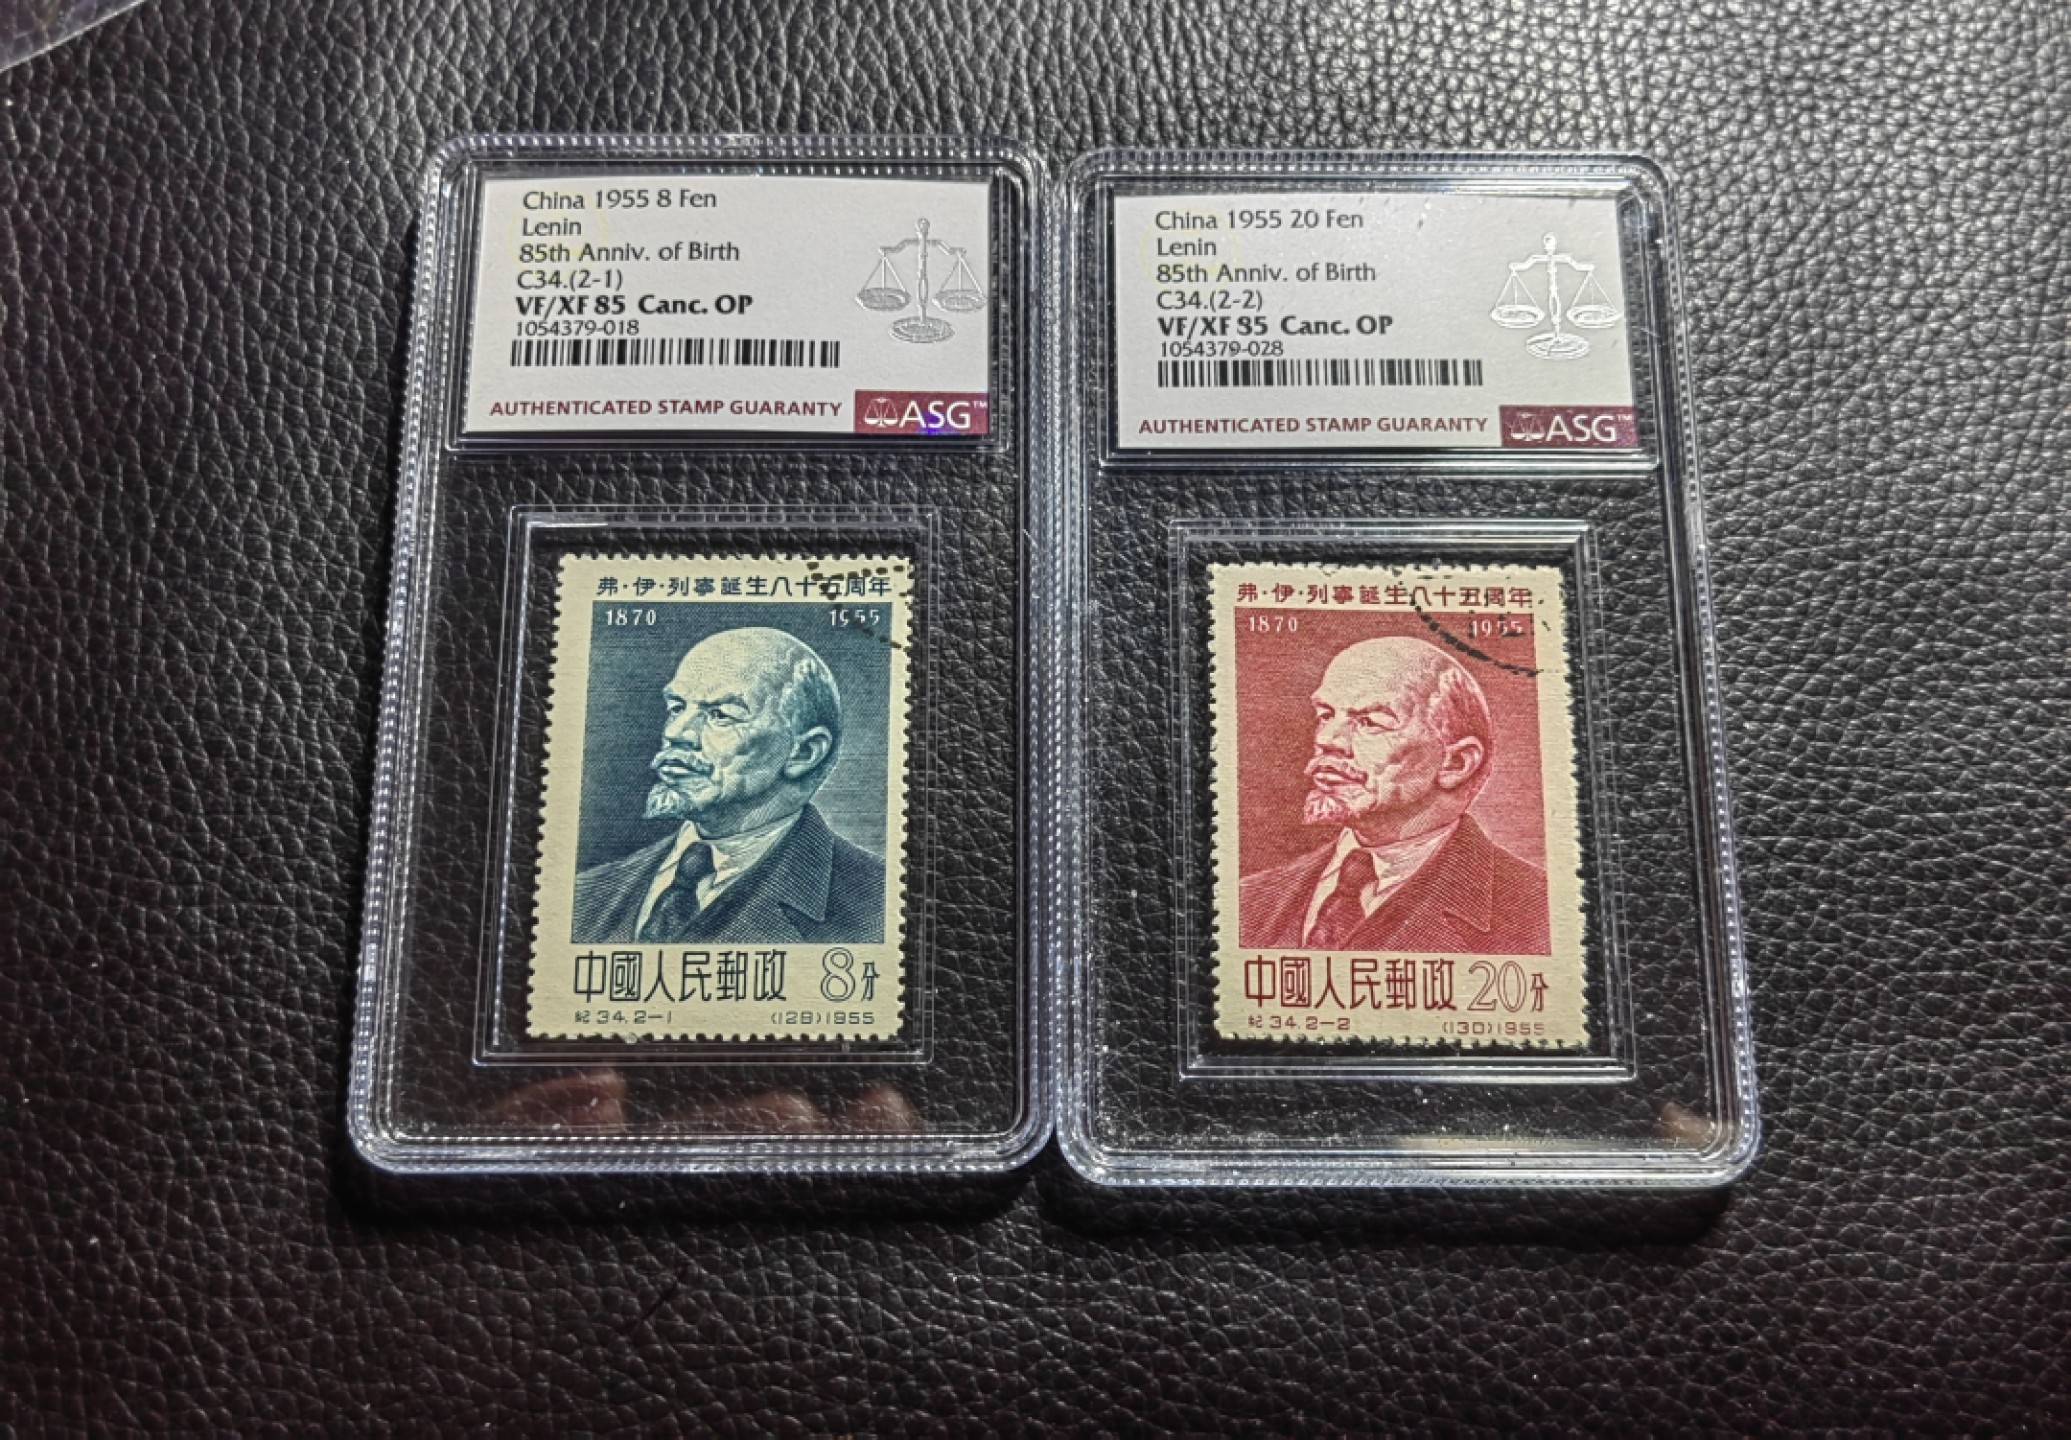 China 1955 8 Fen
Lenin
85th Anniv. of Birth
C34.(2-1)
VF/XF 85 Canc. OP
1054379-018
AUTHENTICATED STAMP GUARANTY
ASG™
弗·伊·列寧誕生八十五周年
1870 1955
中國人民郵政 8分
紀34.2-1 (129)1955
China 1955 20 Fen
Lenin
85th Anniv. of Birth
C34.(2-2)
VF/XF 85 Canc. OP
1054379-028
AUTHENTICATED STAMP GUARANTY
ASG™
弗·伊·列寧誕生八十五周年
1870 1955
中國人民郵政 20分
紀34.2-2 (130)1955